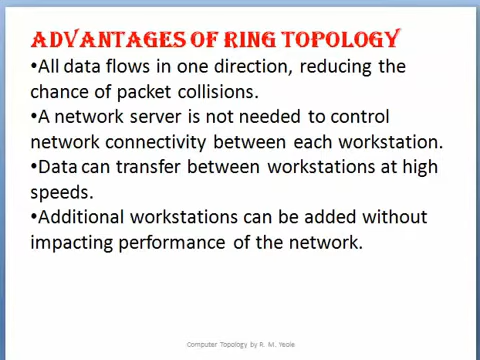 ADVANTAGES OF RING TOPOLOGY
•All data flows in one direction, reducing the
chance of packet collisions.
•A network server is not needed to control
network connectivity between each workstation.
•Data can transfer between workstations at high
speeds.
•Additional workstations can be added without
impacting performance of the network.
Computer Topology by R. M. Yeole